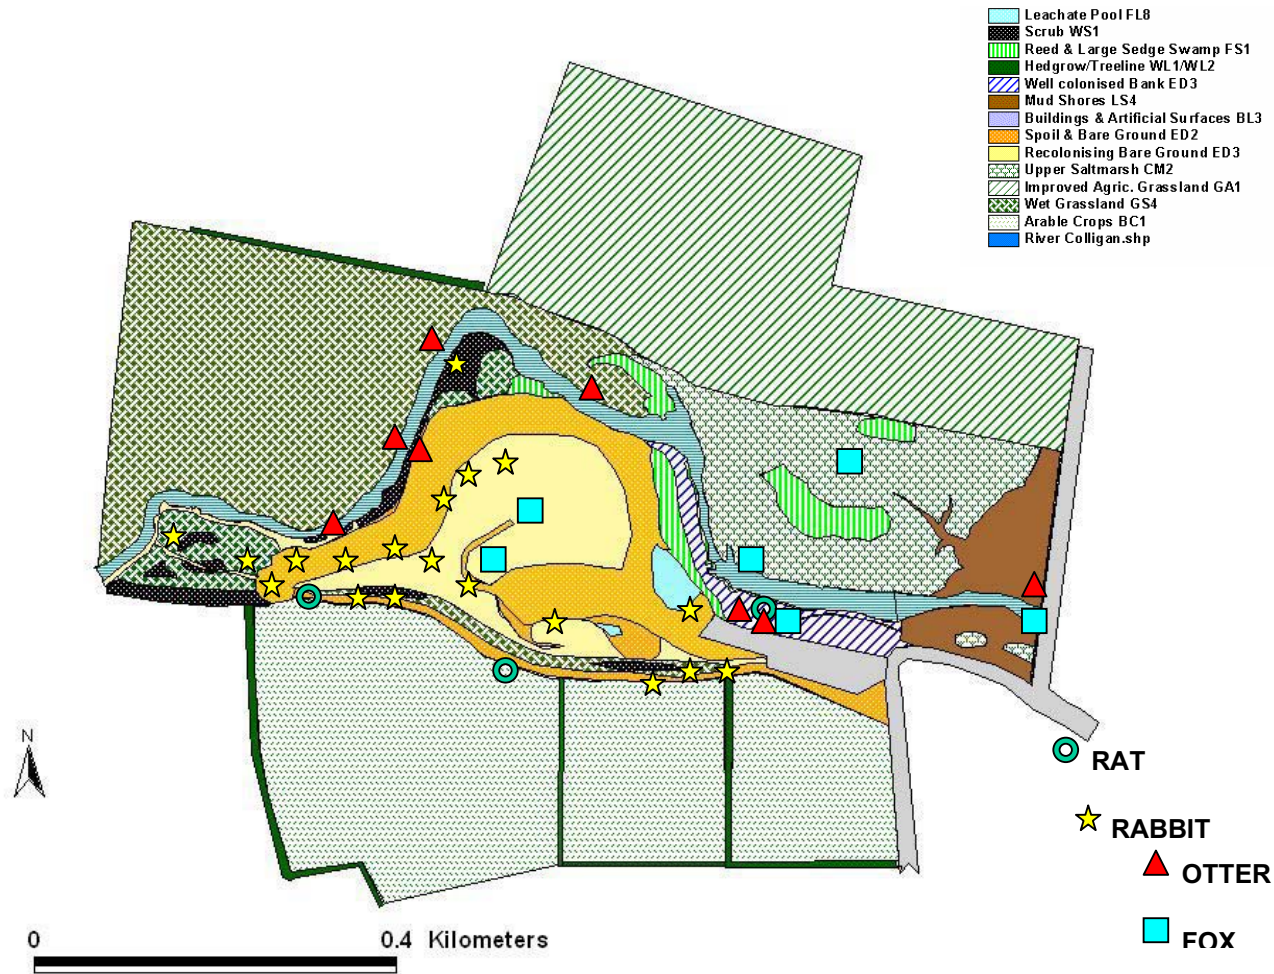 Leachate Pool FL8
Scrub WS1
Reed & Large Sedge Swamp FS1
Hedgrow/Treeline WL1/WL2
Well colonised Bank ED3
Mud Shores LS4
Buildings & Artificial Surfaces BL3
Spoil & Bare Ground ED2
Recolonising Bare Ground ED3
Upper Saltmarsh CM2
Improved Agric. Grassland GA1
Wet Grassland GS4
Arable Crops BC1
River Colligan.shp
N
RAT
RABBIT
OTTER
FOX
0 0.4 Kilometers